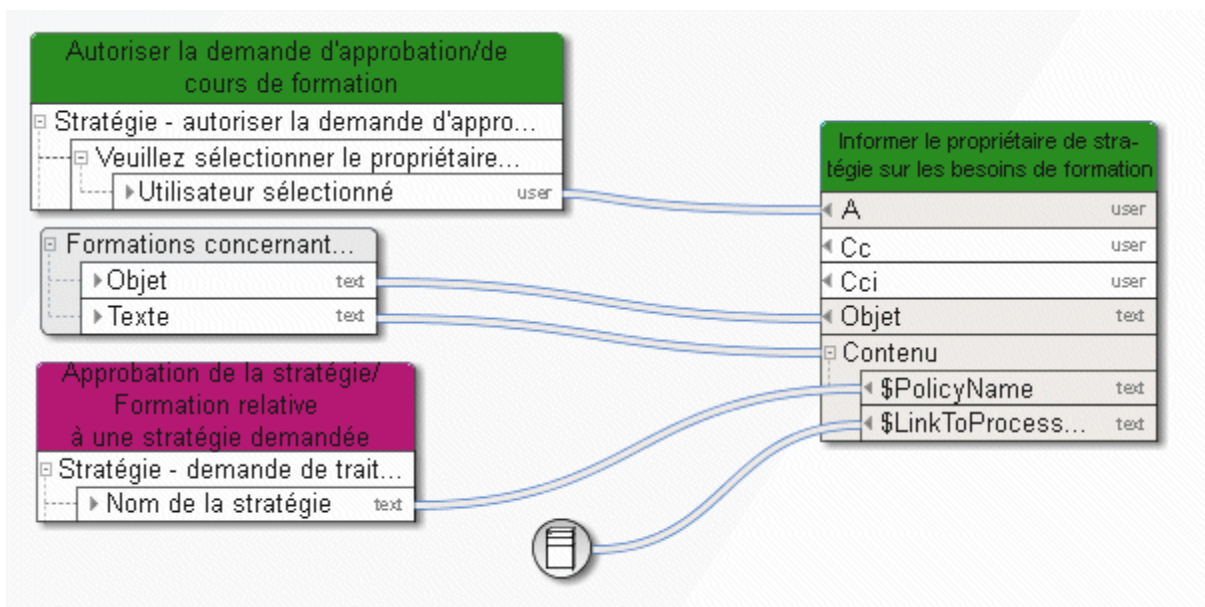 Autoriser la demande d'approbation/de
cours de formation
Stratégie - autoriser la demande d'appro...
Veuillez sélectionner le propriétaire...
Utilisateur sélectionné user
Formations concernant...
Objet text
Texte text
Approbation de la stratégie/
Formation relative
à une stratégie demandée
Stratégie - demande de trait...
Nom de la stratégie text
Informer le propriétaire de stra-
tégie sur les besoins de formation
A user
Cc user
Cci user
Objet text
Contenu
$PolicyName text
$LinkToProcess... text